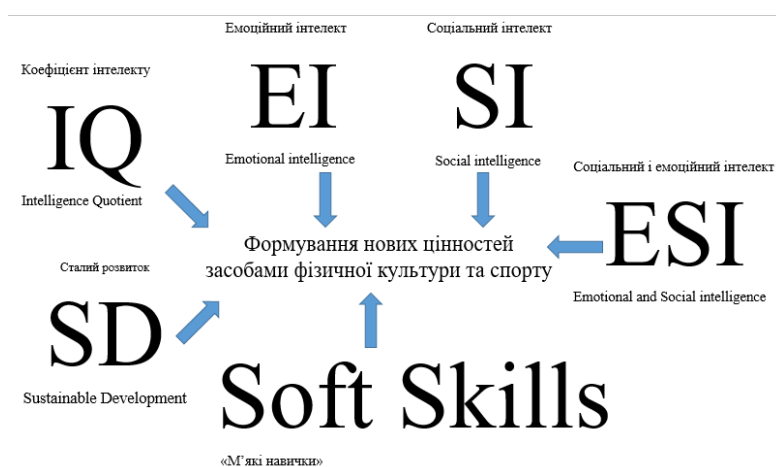 Емоційний інтелект
EI
Emotional intelligence
Соціальний інтелект
SI
Social intelligence
Коефіцієнт інтелекту
IQ
Intelligence Quotient
Соціальний і емоційний інтелект
ESI
Emotional and Social intelligence
Формування нових цінностей
засобами фізичної культури та спорту
Сталий розвиток
SD
Sustainable Development
Soft Skills
«М’які навички»